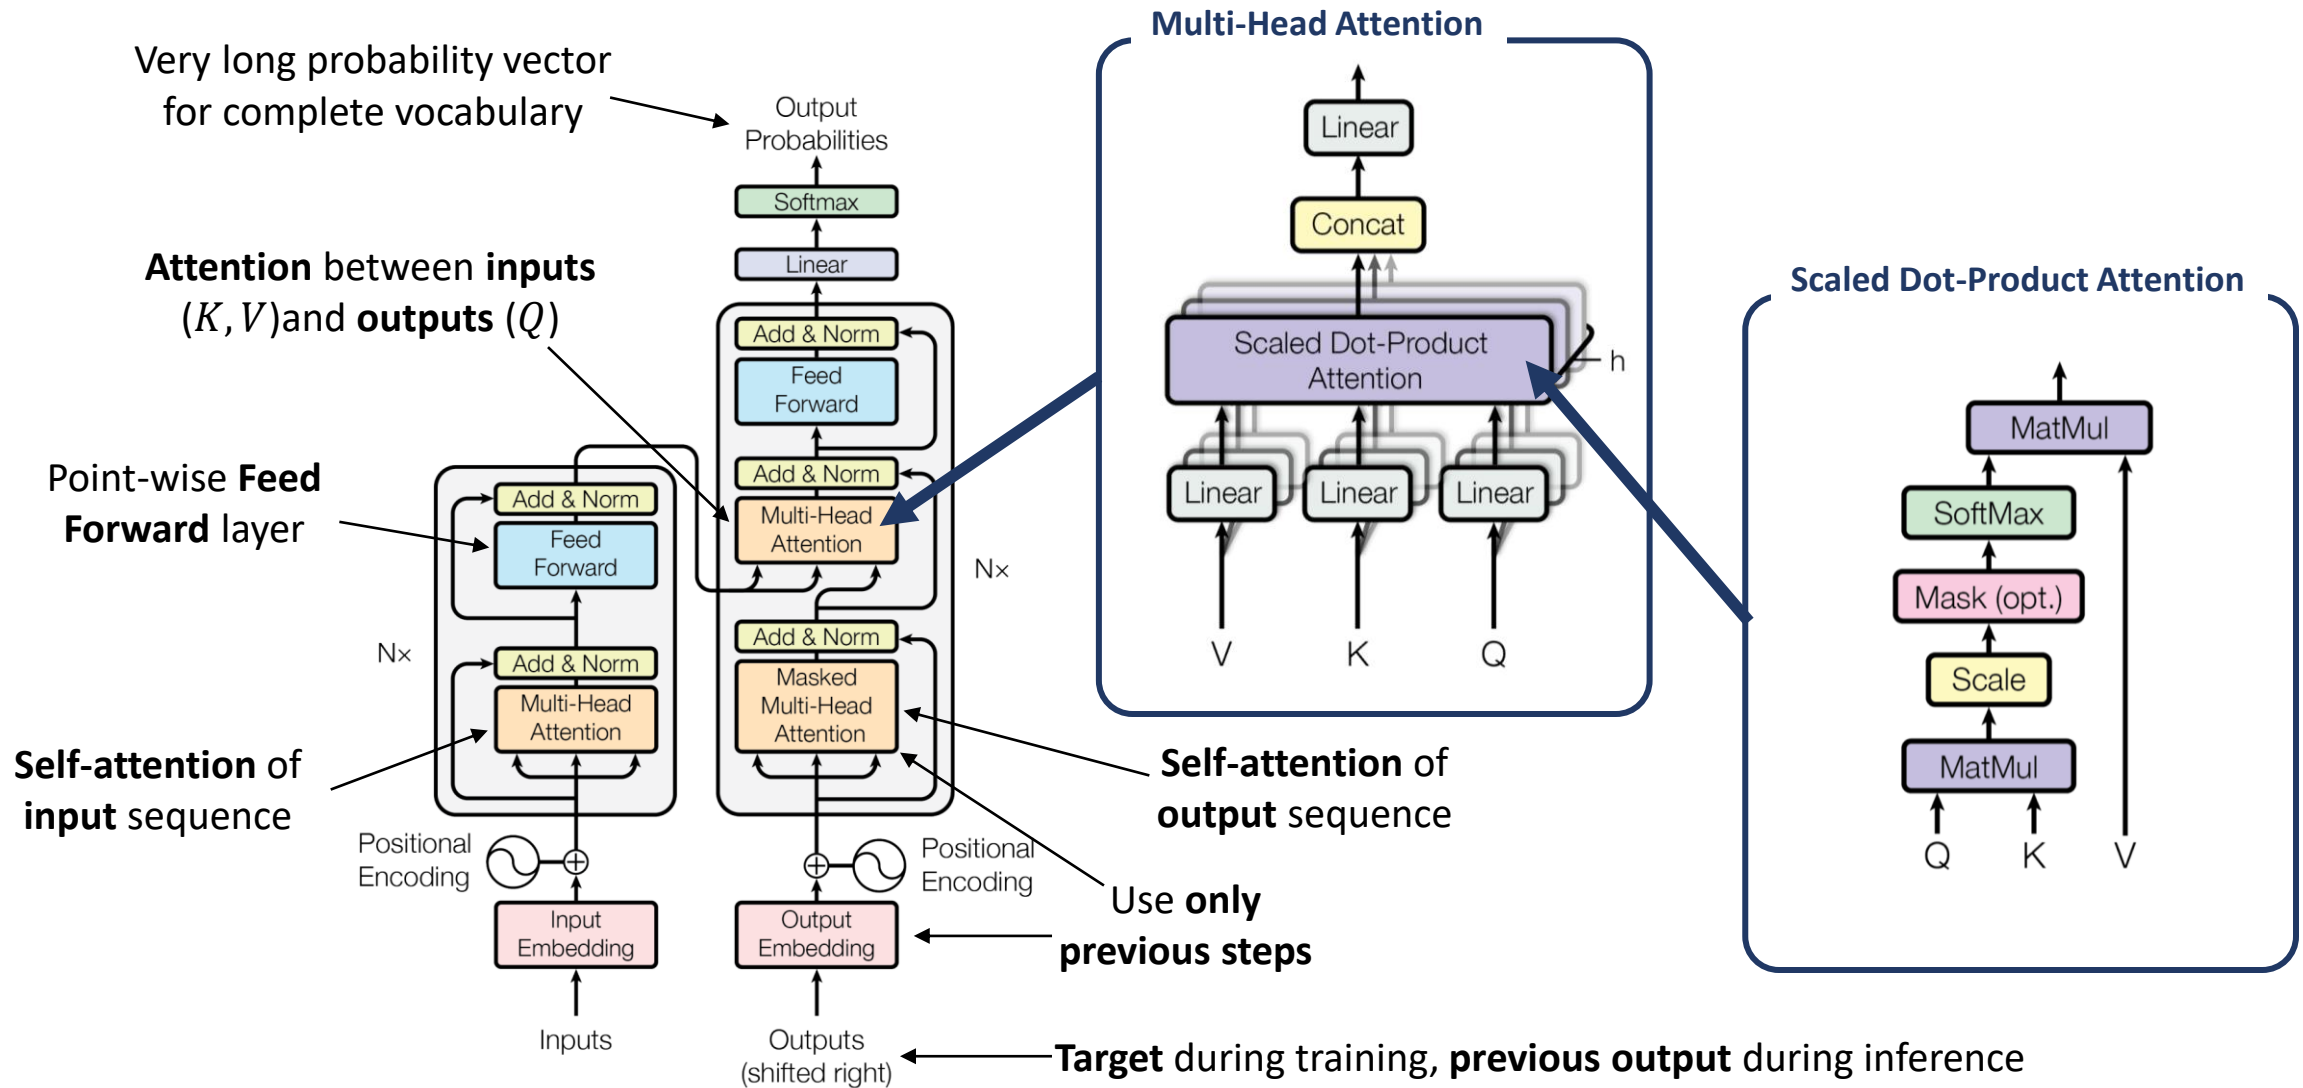 Multi-Head Attention
Very long probability vector
for complete vocabulary
Output
Probabilities
Softmax
Linear
Attention between inputs
(K, V)and outputs (Q)
Add & Norm
Feed
Forward
Add & Norm
Multi-Head
Attention
N×
Add & Norm
Masked
Multi-Head
Attention
Point-wise Feed
Forward layer
Add & Norm
Feed
Forward
N×
Add & Norm
Multi-Head
Attention
Self-attention of
input sequence
Positional
Encoding
Input
Embedding
Inputs
Positional
Encoding
Output
Embedding
Outputs
(shifted right)
Self-attention of
output sequence
Use only
previous steps
Target during training, previous output during inference
Linear
Concat
Scaled Dot-Product
Attention
h
Linear
Linear
Linear
V
K
Q
Scaled Dot-Product Attention
MatMul
SoftMax
Mask (opt.)
Scale
MatMul
Q
K
V